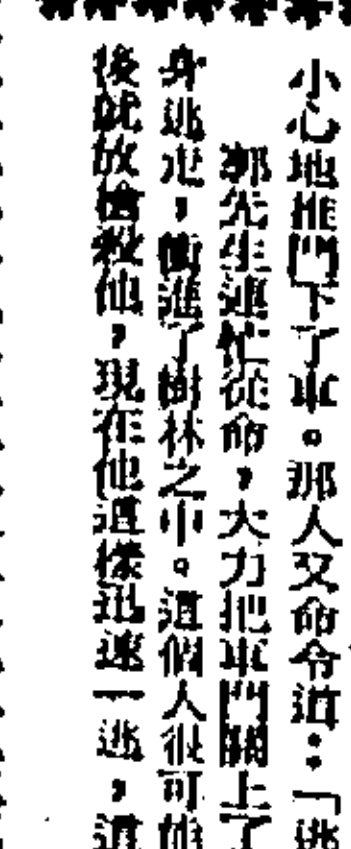 小心地推門下了車。那人又命令道：「逃
郭先生連忙從命，大力把車門關上了
身逃走，衝進了樹林之中。這個人很可能
後就放槍殺他，現在他這樣迅速一逃，這